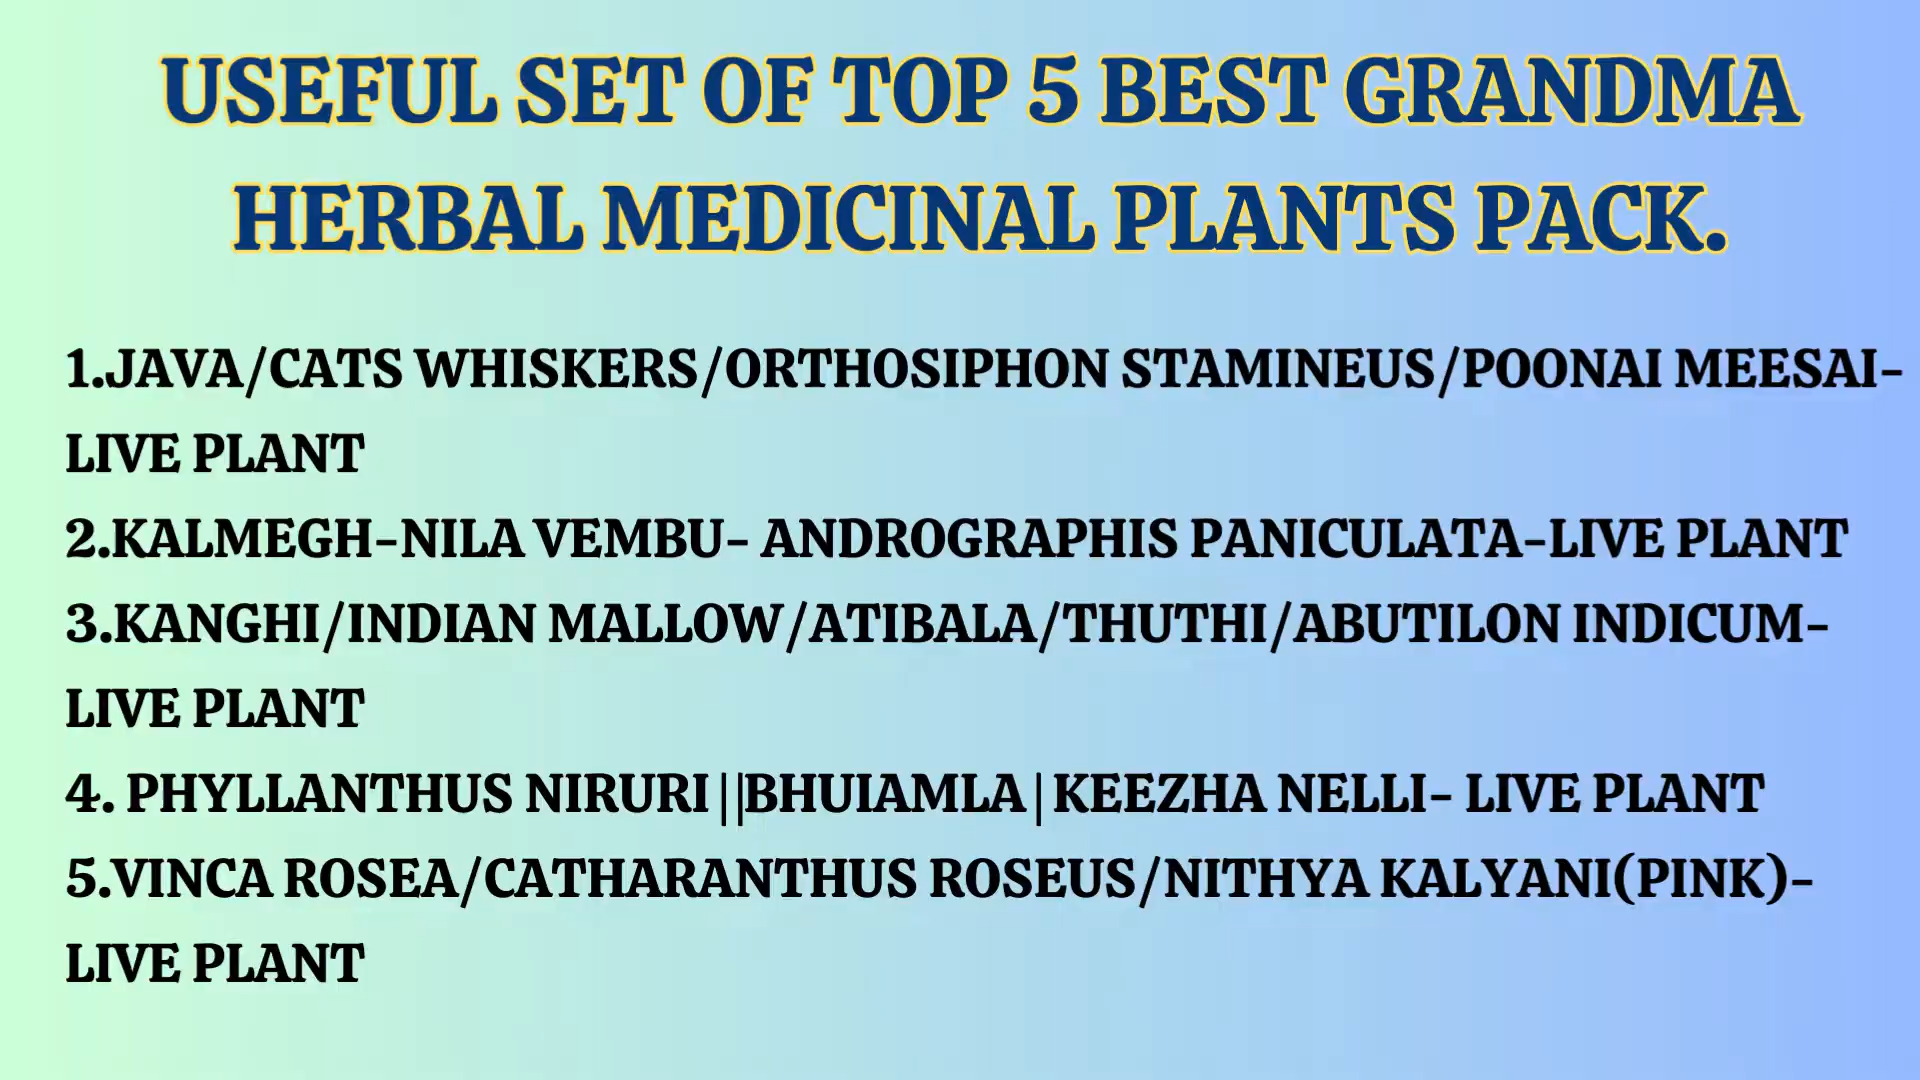 USEFUL SET OF TOP 5 BEST GRANDMA
HERBAL MEDICINAL PLANTS PACK.
1.JAVA/CATS WHISKERS/ORTHOSIPHON STAMINEUS/POONAI MEESAI-
LIVE PLANT
2.KALMEGH-NILA VEMBU- ANDROGRAPHIS PANICULATA-LIVE PLANT
3.KANGHI/INDIAN MALLOW/ATIBALA/THUTHI/ABUTILON INDICUM-
LIVE PLANT
4. PHYLLANTHUS NIRURI||BHUIAMLA|KEEZHA NELLI- LIVE PLANT
5.VINCA ROSEA/CATHARANTHUS ROSEUS/NITHYA KALYANI(PINK)-
LIVE PLANT